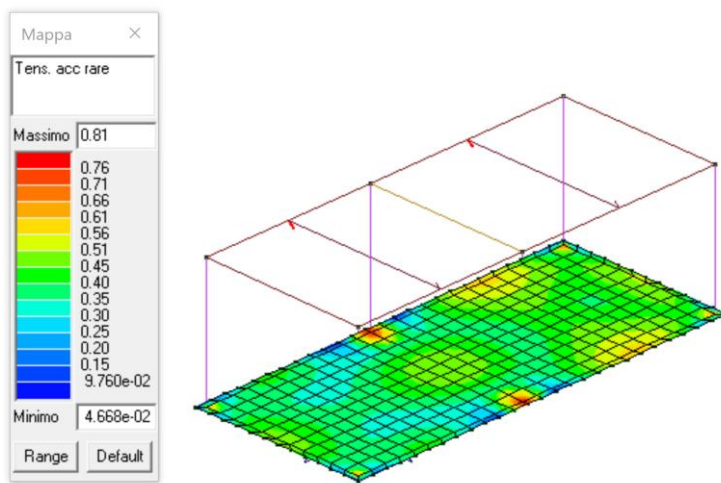 Mappa
Tens. acc rare
Massimo 0.81
0.76
0.71
0.66
0.61
0.56
0.51
0.45
0.40
0.35
0.30
0.25
0.20
0.15
9.760e-02
Minimo 4.668e-02
Range Default